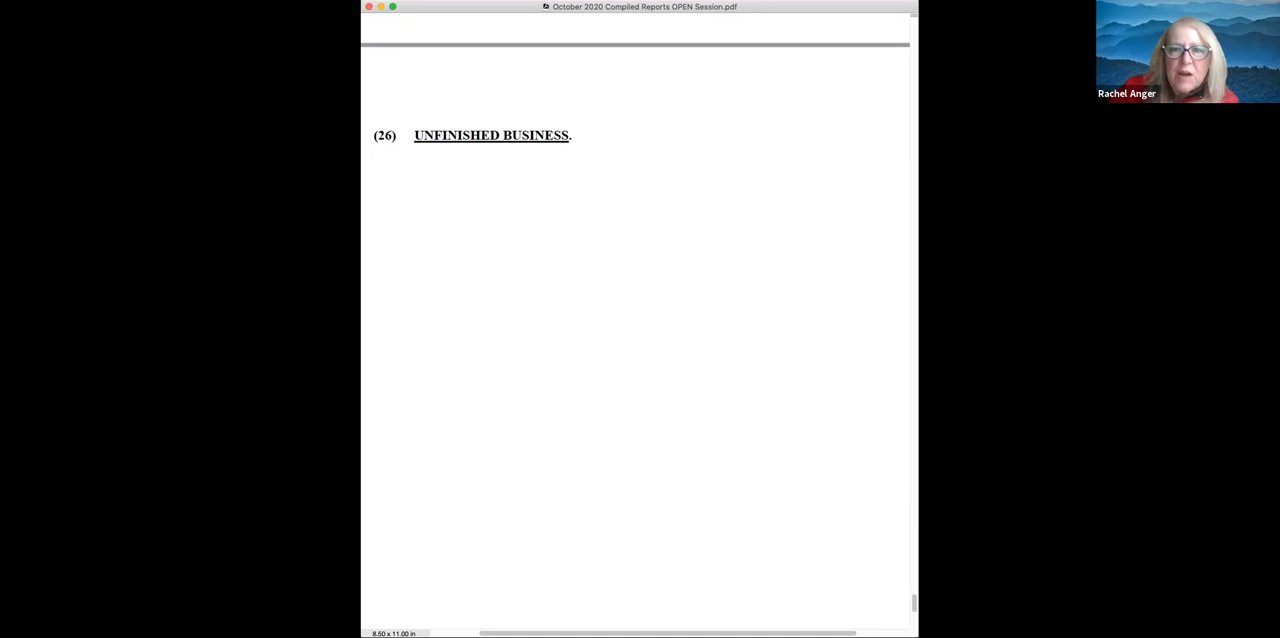 October 2020 Compiled Reports OPEN Session.pdf
Rachel Anger
(26) UNFINISHED BUSINESS.
8.50 x 11.00 in